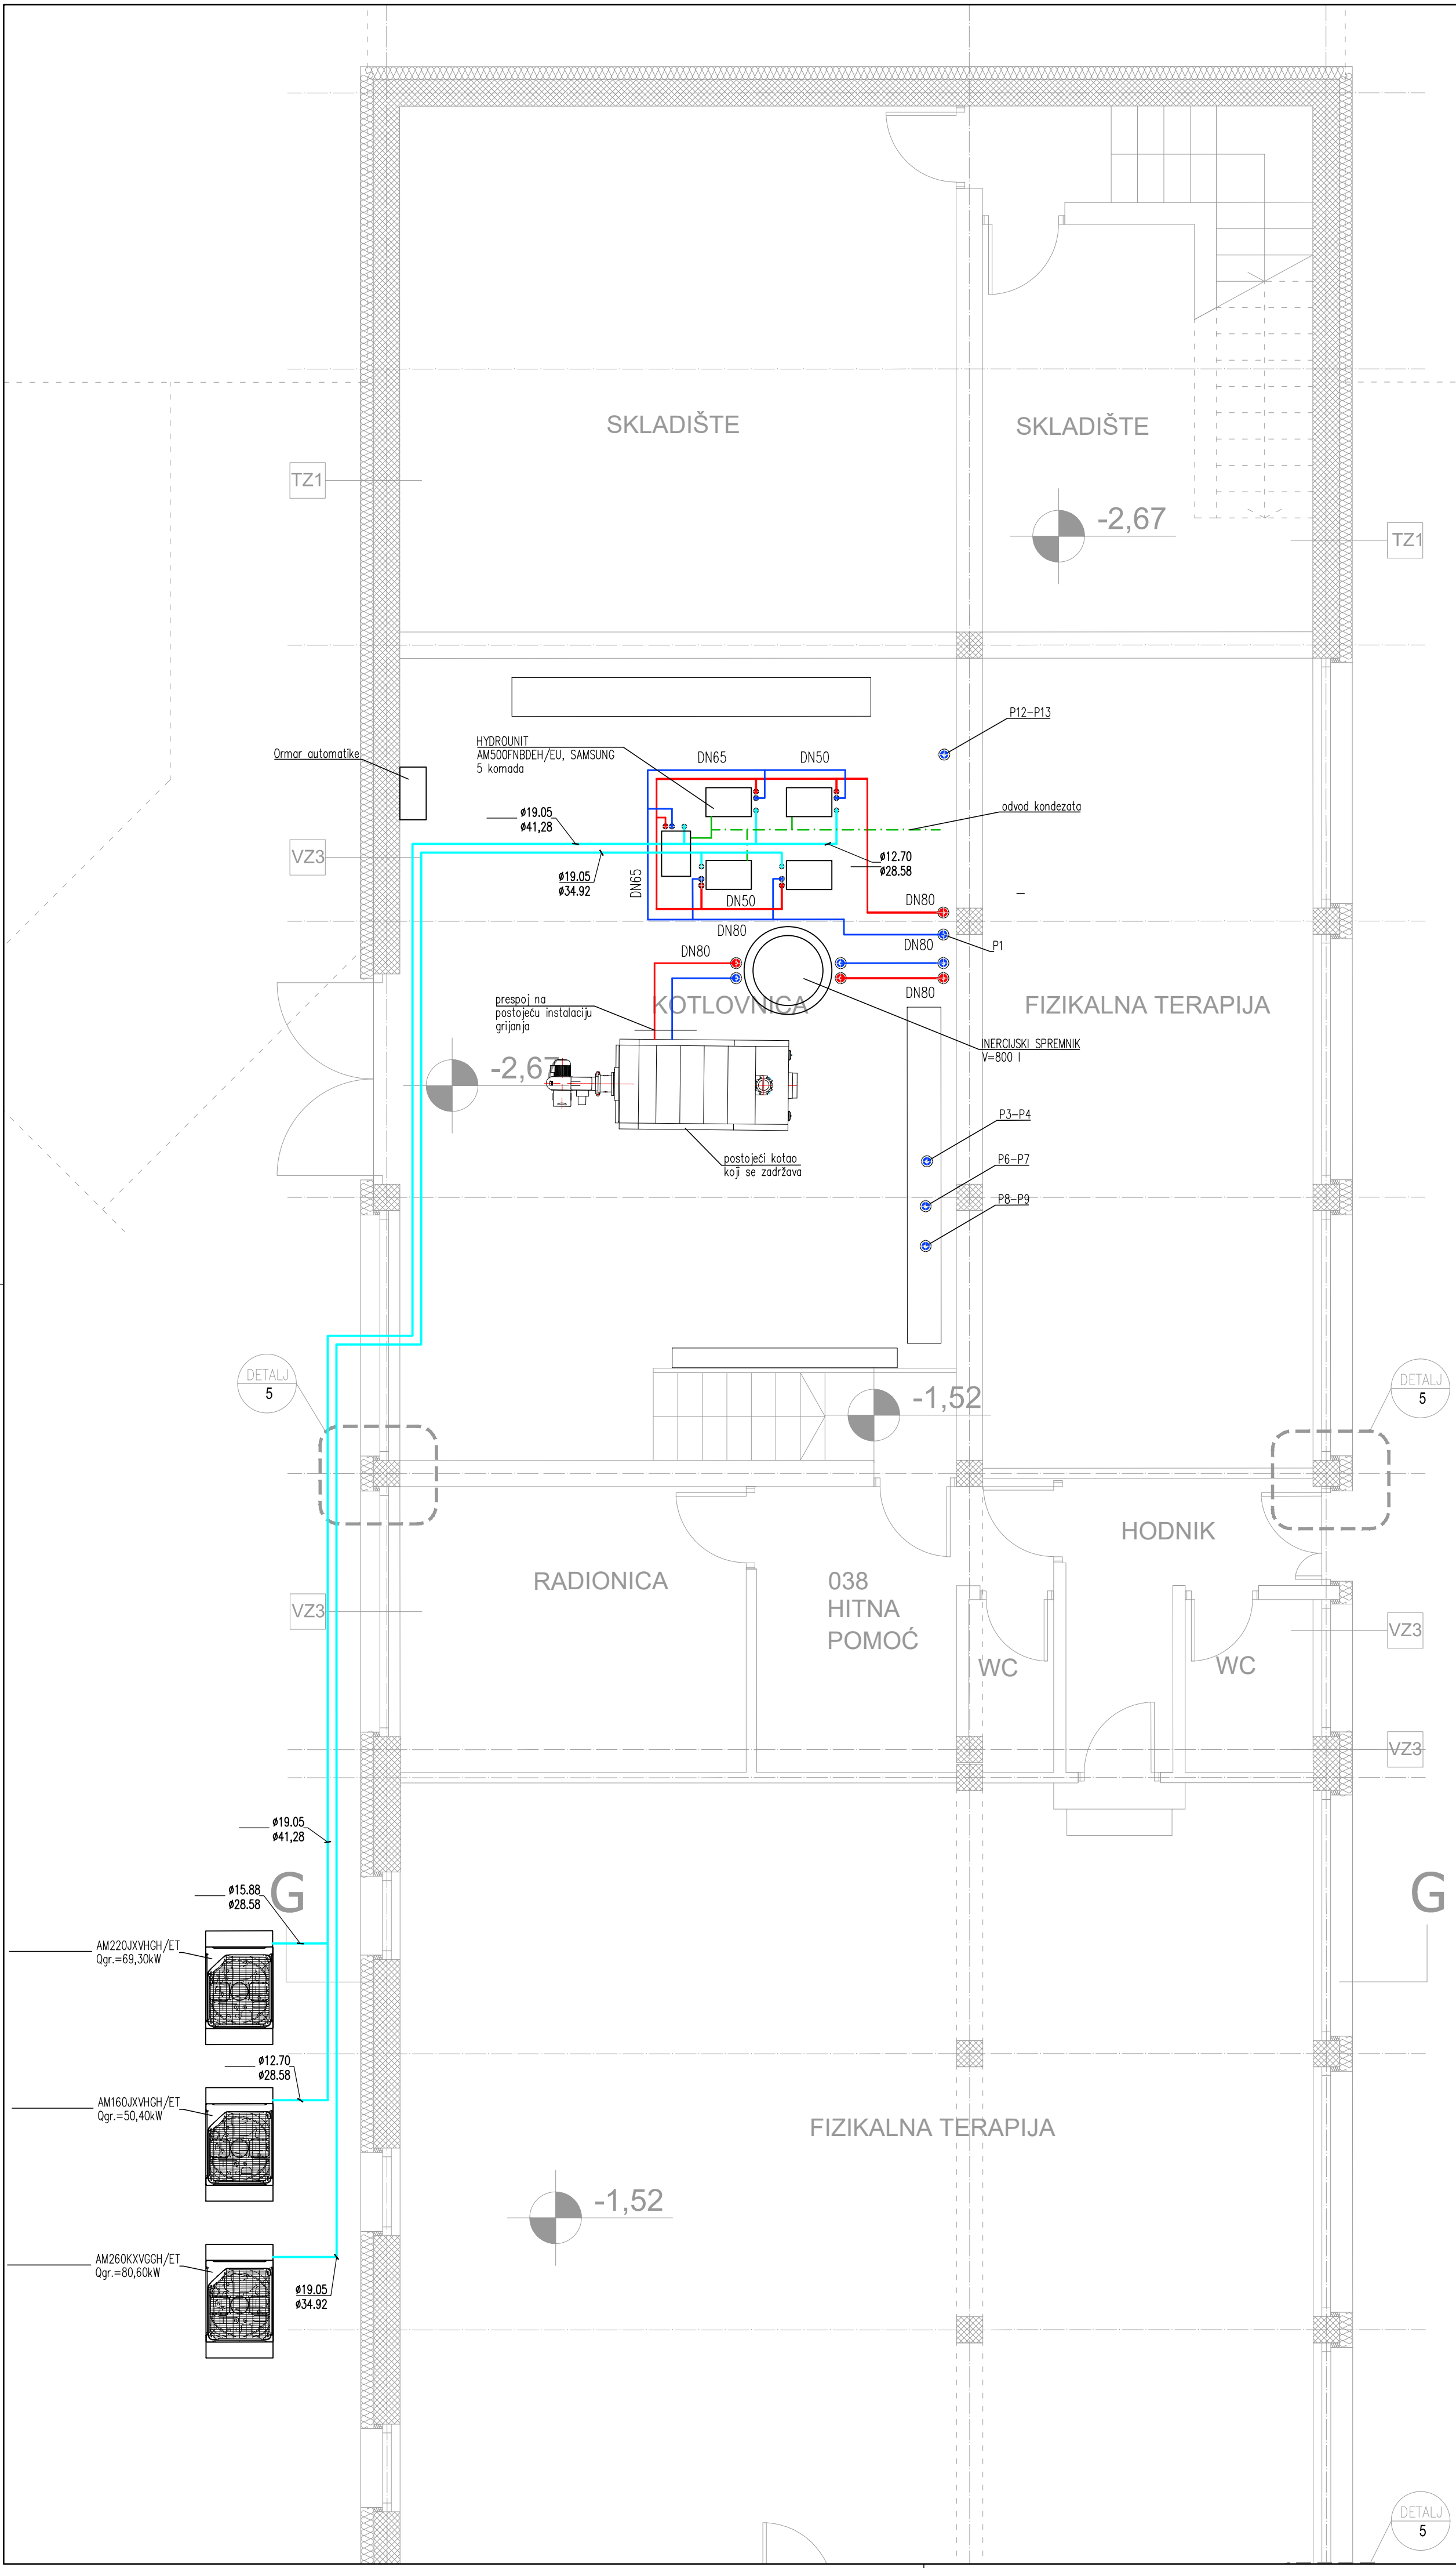 SKLADIŠTE
SKLADIŠTE
TZ1
-2,67
TZ1
P12-P13
Ormar automatike
HYDROUNIT
AM500FNBDEH/EU, SAMSUNG
5 komada
DN65
DN50
odvod kondezata
ø19.05
ø41,28
VZ3
ø12.70
ø28.58
ø19.05
ø34.92
DN65
DN50
DN80
DN80
DN80
DN80
P1
DN80
prespoj na
postojeću instalaciju
grijanja
KOTLOVNICA
FIZIKALNA TERAPIJA
INERCIJSKI SPREMNIK
V=800 l
-2,67
P3-P4
postojeći kotao
koji se zadržava
P6-P7
P8-P9
DETALJ
5
-1,52
DETALJ
5
HODNIK
RADIONICA
038
HITNA
POMOĆ
VZ3
VZ3
WC
WC
VZ3
ø19.05
ø41,28
G
G
ø15.88
ø28.58
AM220JXVHGH/ET
Qgr.=69,30kW
ø12.70
ø28.58
AM160JXVHGH/ET
Qgr.=50,40kW
FIZIKALNA TERAPIJA
-1,52
AM260KXVGGH/ET
Qgr.=80,60kW
ø19.05
ø34.92
DETALJ
5